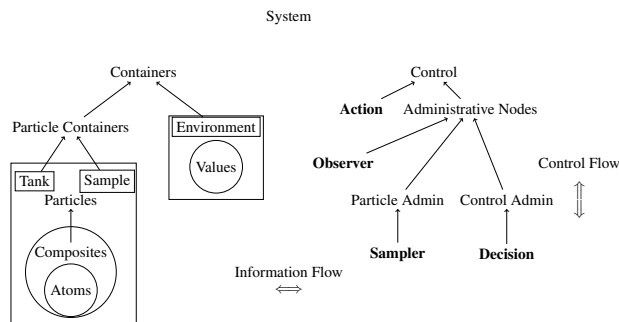 System
Containers
Control
Action
Administrative Nodes
Particle Containers
Environment
Observer
Control Flow
Values
Tank
Sample
Particles
Particle Admin
Control Admin
Composites
Sampler
Decision
Information Flow
Atoms